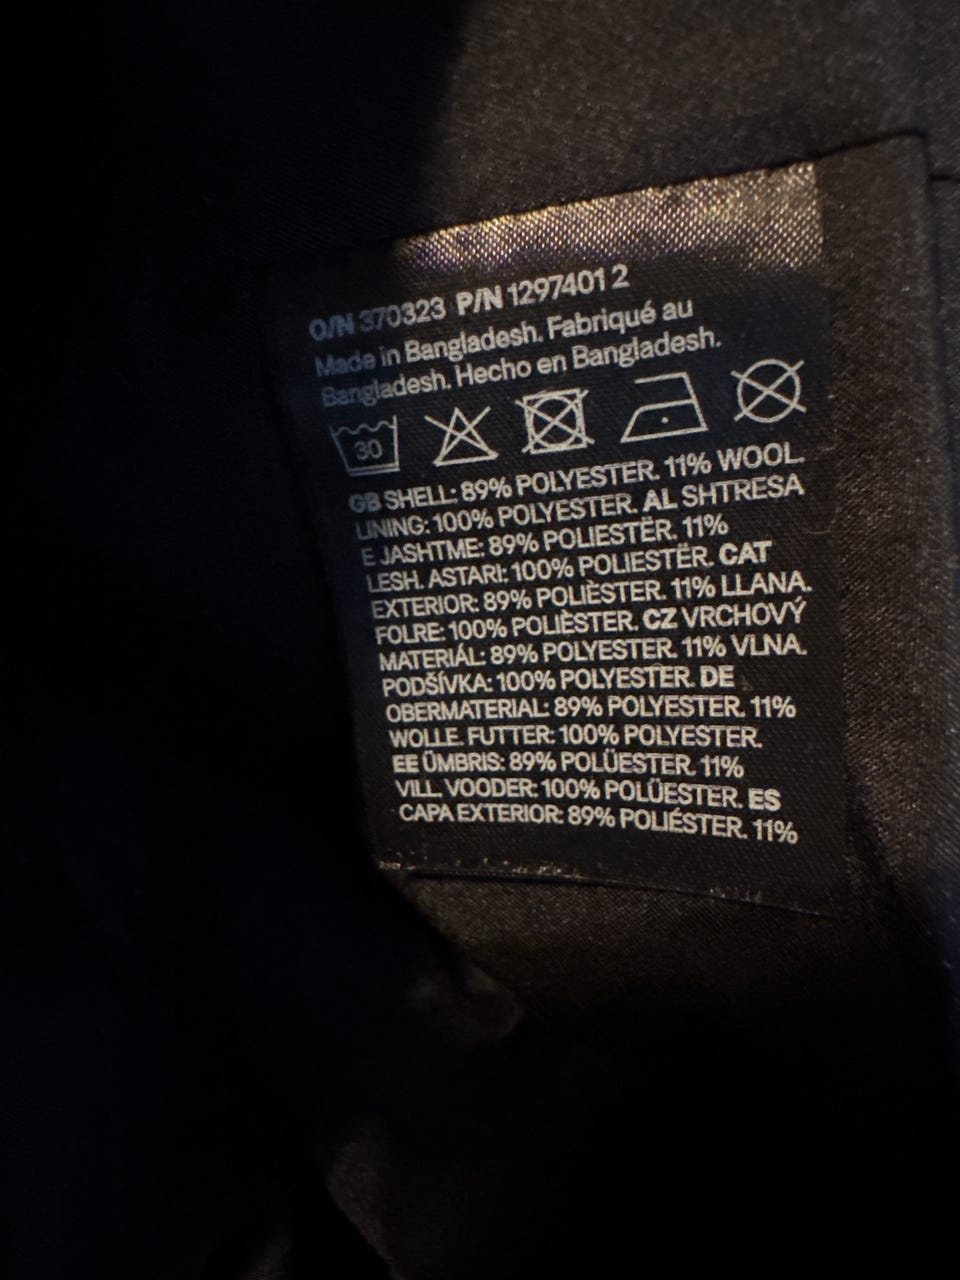 O/N 370323 P/N 1297401 2
Made in Bangladesh. Fabriqué au
Bangladesh. Hecho en Bangladesh.
30
GB SHELL: 89% POLYESTER. 11% WOOL.
LINING: 100% POLYESTER. AL SHTRESA
E JASHTME: 89% POLIESTËR. 11%
LESH. ASTARI: 100% POLIESTËR. CAT
EXTERIOR: 89% POLIÈSTER. 11% LLANA.
FOLRE: 100% POLIÈSTER. CZ VRCHOVÝ
MATERIÁL: 89% POLYESTER. 11% VLNA.
PODŠÍVKA: 100% POLYESTER. DE
OBERMATERIAL: 89% POLYESTER. 11%
WOLLE. FUTTER: 100% POLYESTER.
EE ÜMBRIS: 89% POLÜESTER. 11%
VILL. VOODER: 100% POLÜESTER. ES
CAPA EXTERIOR: 89% POLIÉSTER. 11%